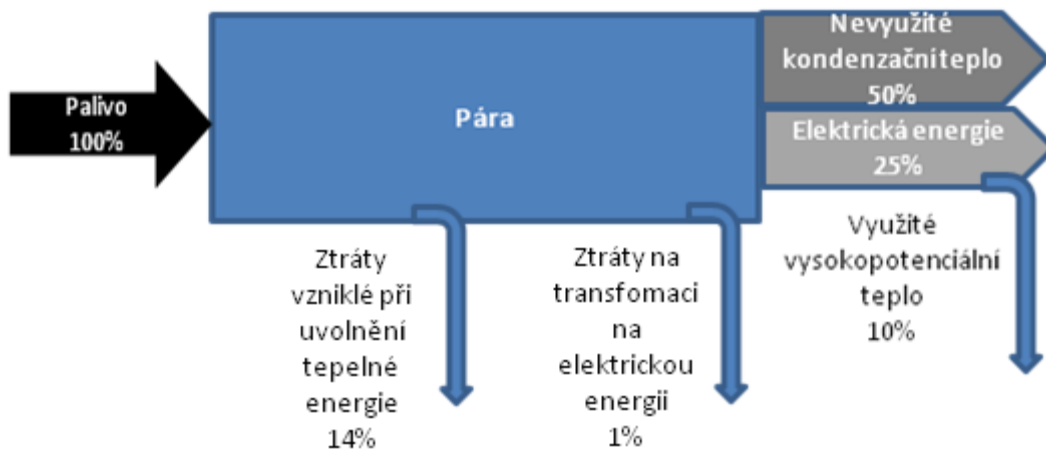 Palivo
100%
Pára
Nevyužité
kondenzační teplo
50%
Elektrická energie
25%
Ztráty
vzniklé při
uvolnění
tepelné
energie
14%
Ztráty na
transfomaci
na
elektrickou
energii
1%
Využité
vysokopotenciální
teplo
10%